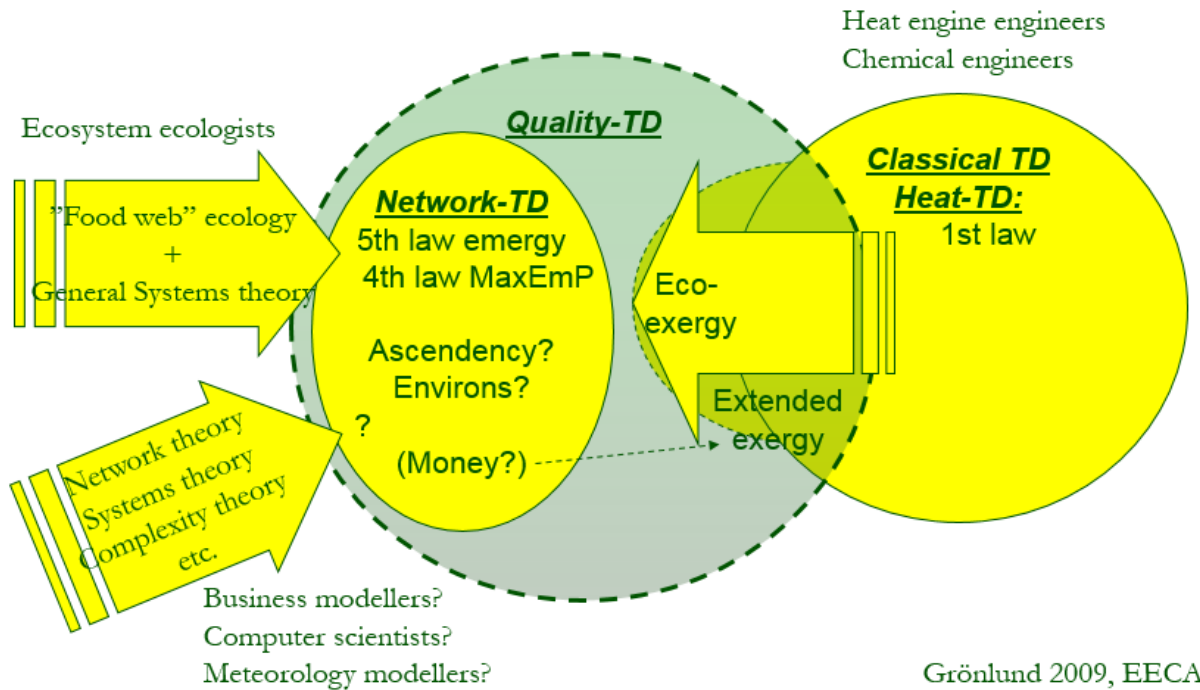 Heat engine engineers
Chemical engineers
Ecosystem ecologists
”Food web” ecology
+
General Systems theory
Quality-TD
Network-TD
5th law emergy
4th law MaxEmP
Ascendency?
Environs?
?
(Money?)
Eco-
exergy
Extended
exergy
Classical TD
Heat-TD:
1st law
Network theory
Systems theory
Complexity theory
etc.
Business modellers?
Computer scientists?
Meteorology modellers?
Grönlund 2009, EECA